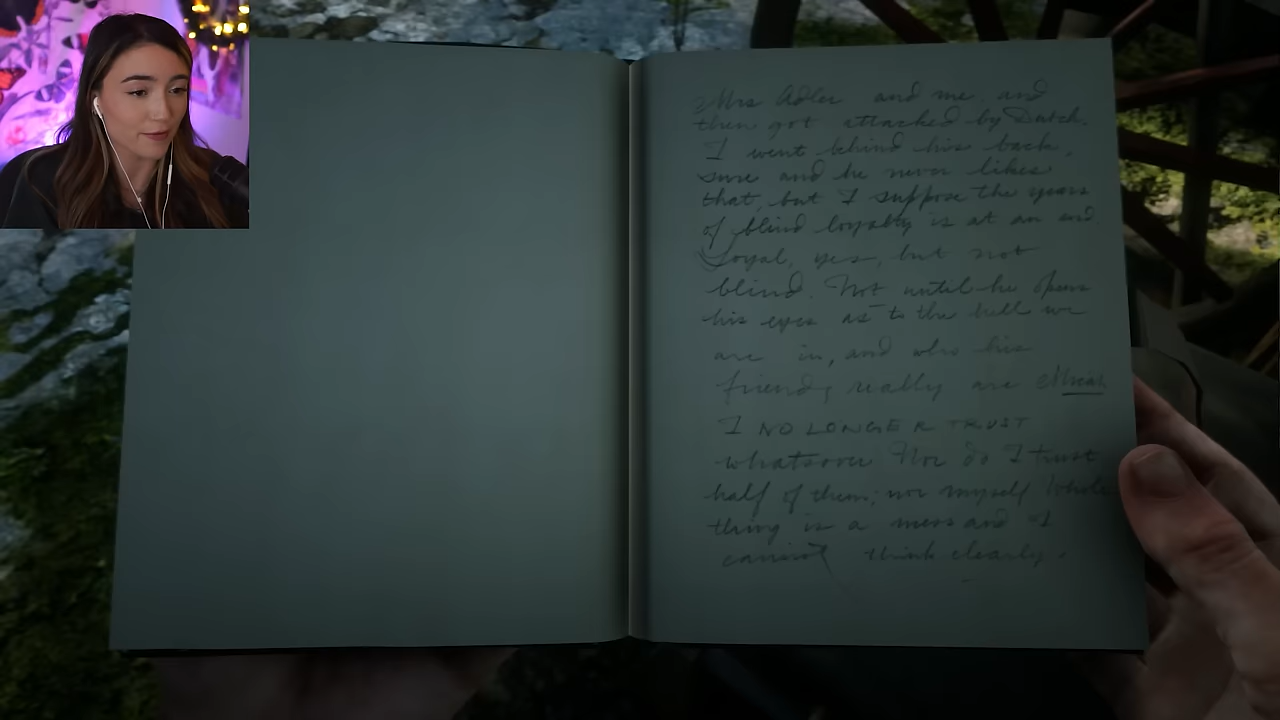 Mrs Adler and me and
then got attacked by Dutch.
I went behind his back,
sure and he never likes
that, but I suppose the years
of blind loyalty is at an end
Loyal, yes, but not
blind. Not until he opens
his eyes as to the hell we
are in, and who his
friends really are Micah
I NO LONGER TRUST
whatsover Nor do I trust
half of them; nor myself Whole
thing is a mess and I
cannot think clearly.